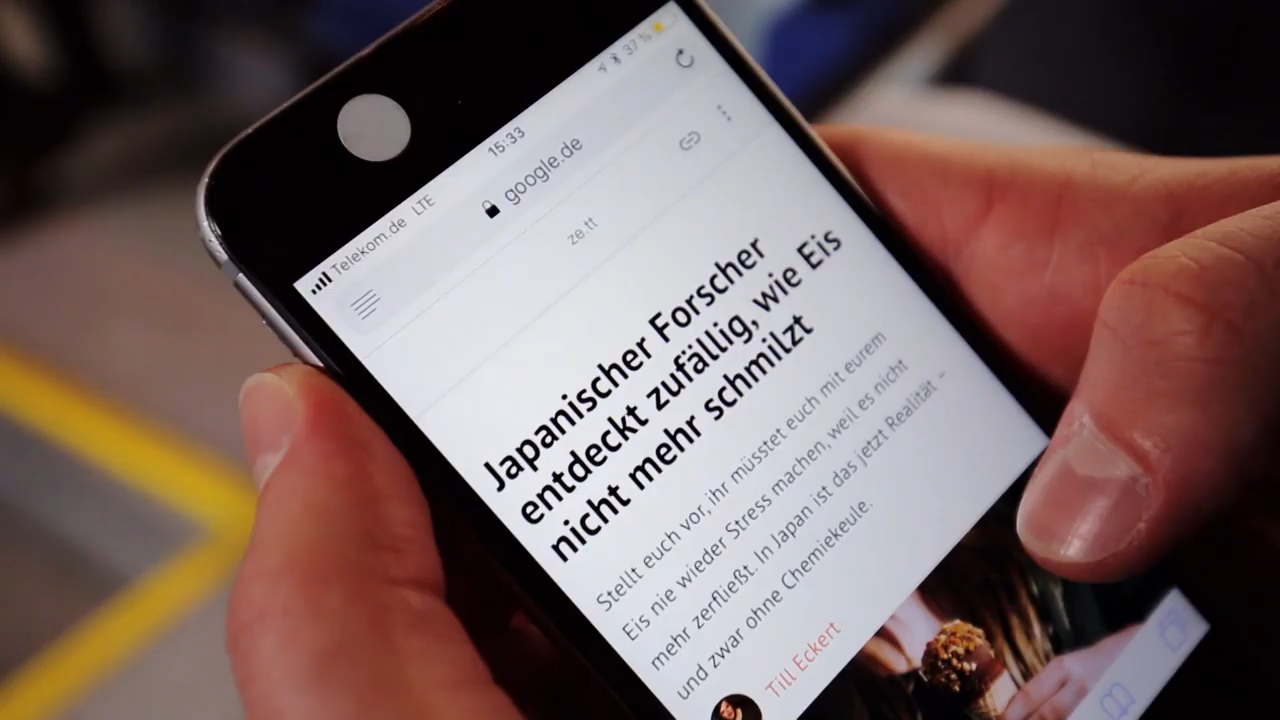 Telekom.de LTE 15:33 37 %
google.de
ze.tt
Japanischer Forscher
entdeckt zufällig, wie Eis
nicht mehr schmilzt
Stellt euch vor, ihr müsstet euch mit eurem
Eis nie wieder Stress machen, weil es nicht
mehr zerfließt. In Japan ist das jetzt Realität –
und zwar ohne Chemiekeule.
Till Eckert